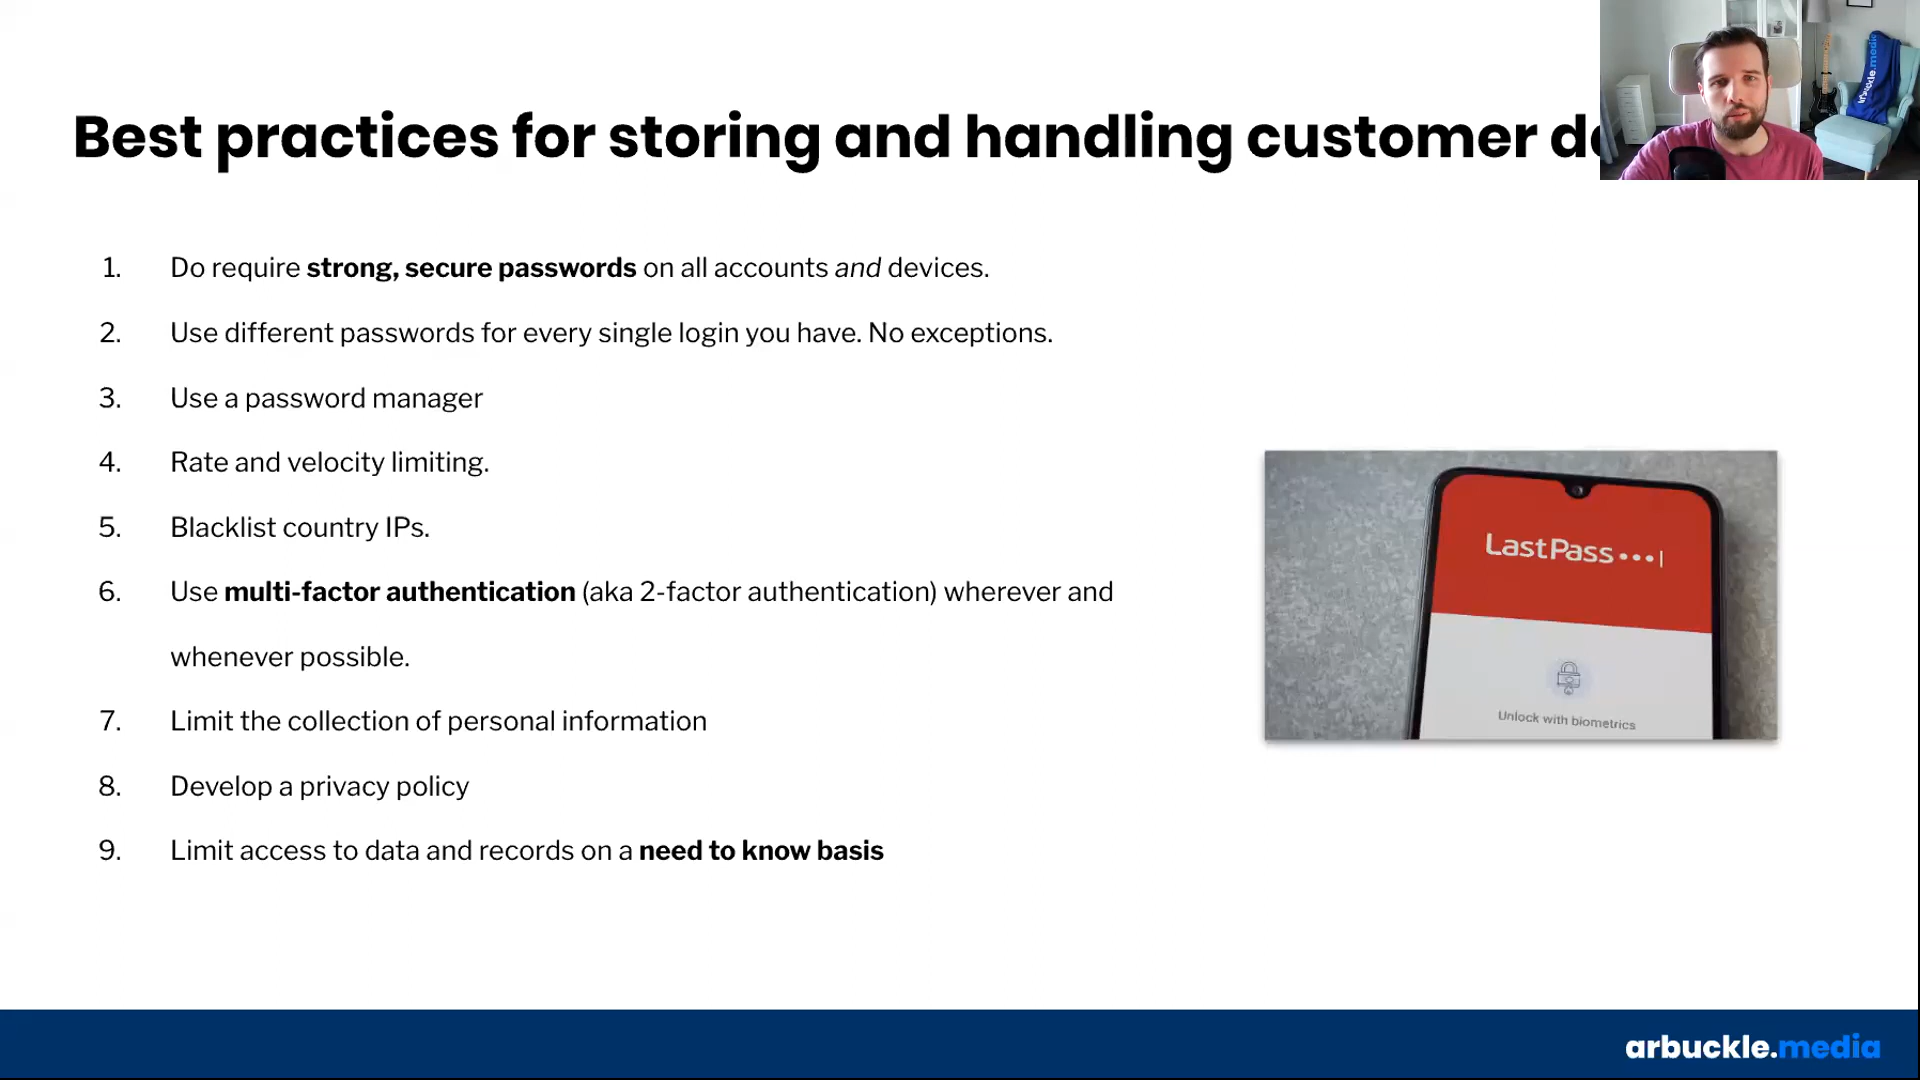 Best practices for storing and handling customer
1. Do require strong, secure passwords on all accounts and devices.
2. Use different passwords for every single login you have. No exceptions.
3. Use a password manager
4. Rate and velocity limiting.
5. Blacklist country IPs.
6. Use multi-factor authentication (aka 2-factor authentication) wherever and
whenever possible.
7. Limit the collection of personal information
8. Develop a privacy policy
9. Limit access to data and records on a need to know basis
LastPass•••|
Unlock with biometrics
arbuckle.media
arbuckle.media